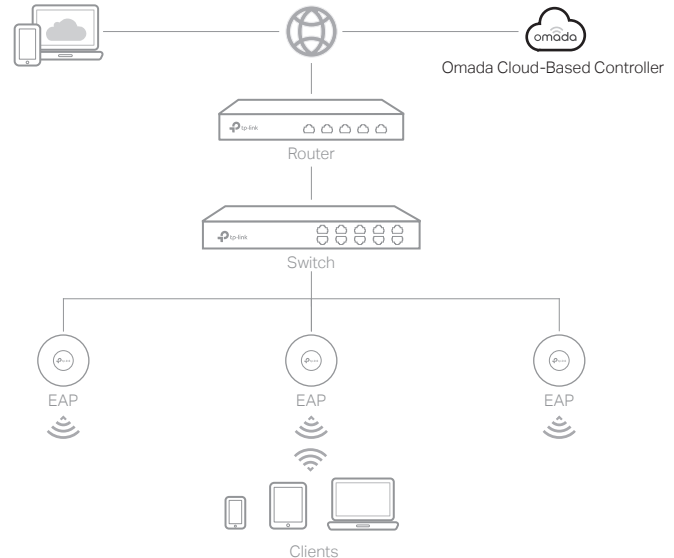 omada
Omada Cloud-Based Controller
tp-link
Router
tp-link
Switch
EAP
EAP
EAP
Clients